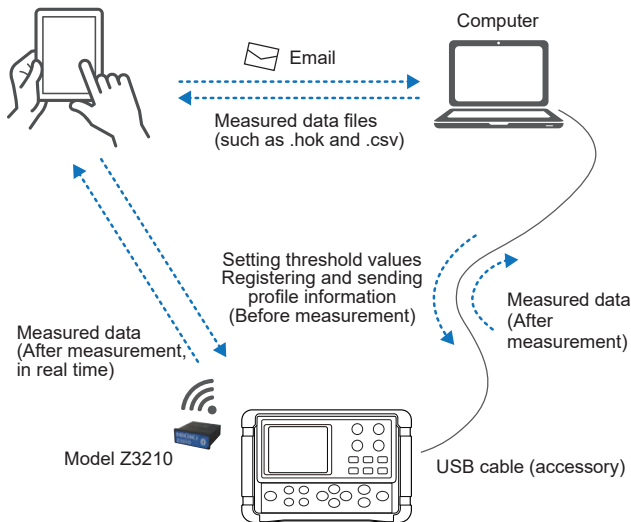 Computer
Email
Measured data files
(such as .hok and .csv)
Setting threshold values
Registering and sending
profile information
(Before measurement)
Measured data
(After
measurement)
Measured data
(After measurement,
in real time)
HIOKI
Model Z3210
USB cable (accessory)